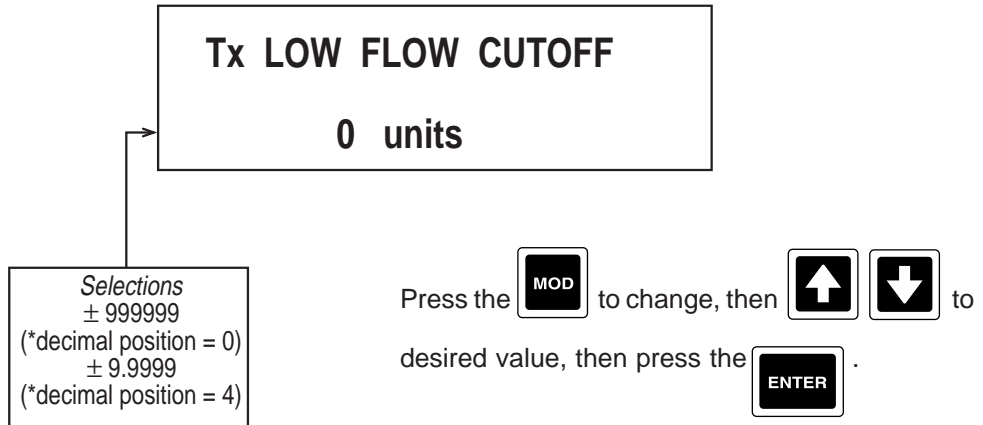 Tx LOW FLOW CUTOFF
0 units
Selections
± 999999
(*decimal position = 0)
± 9.9999
(*decimal position = 4)
Press the MOD to change, then to
desired value, then press the ENTER .